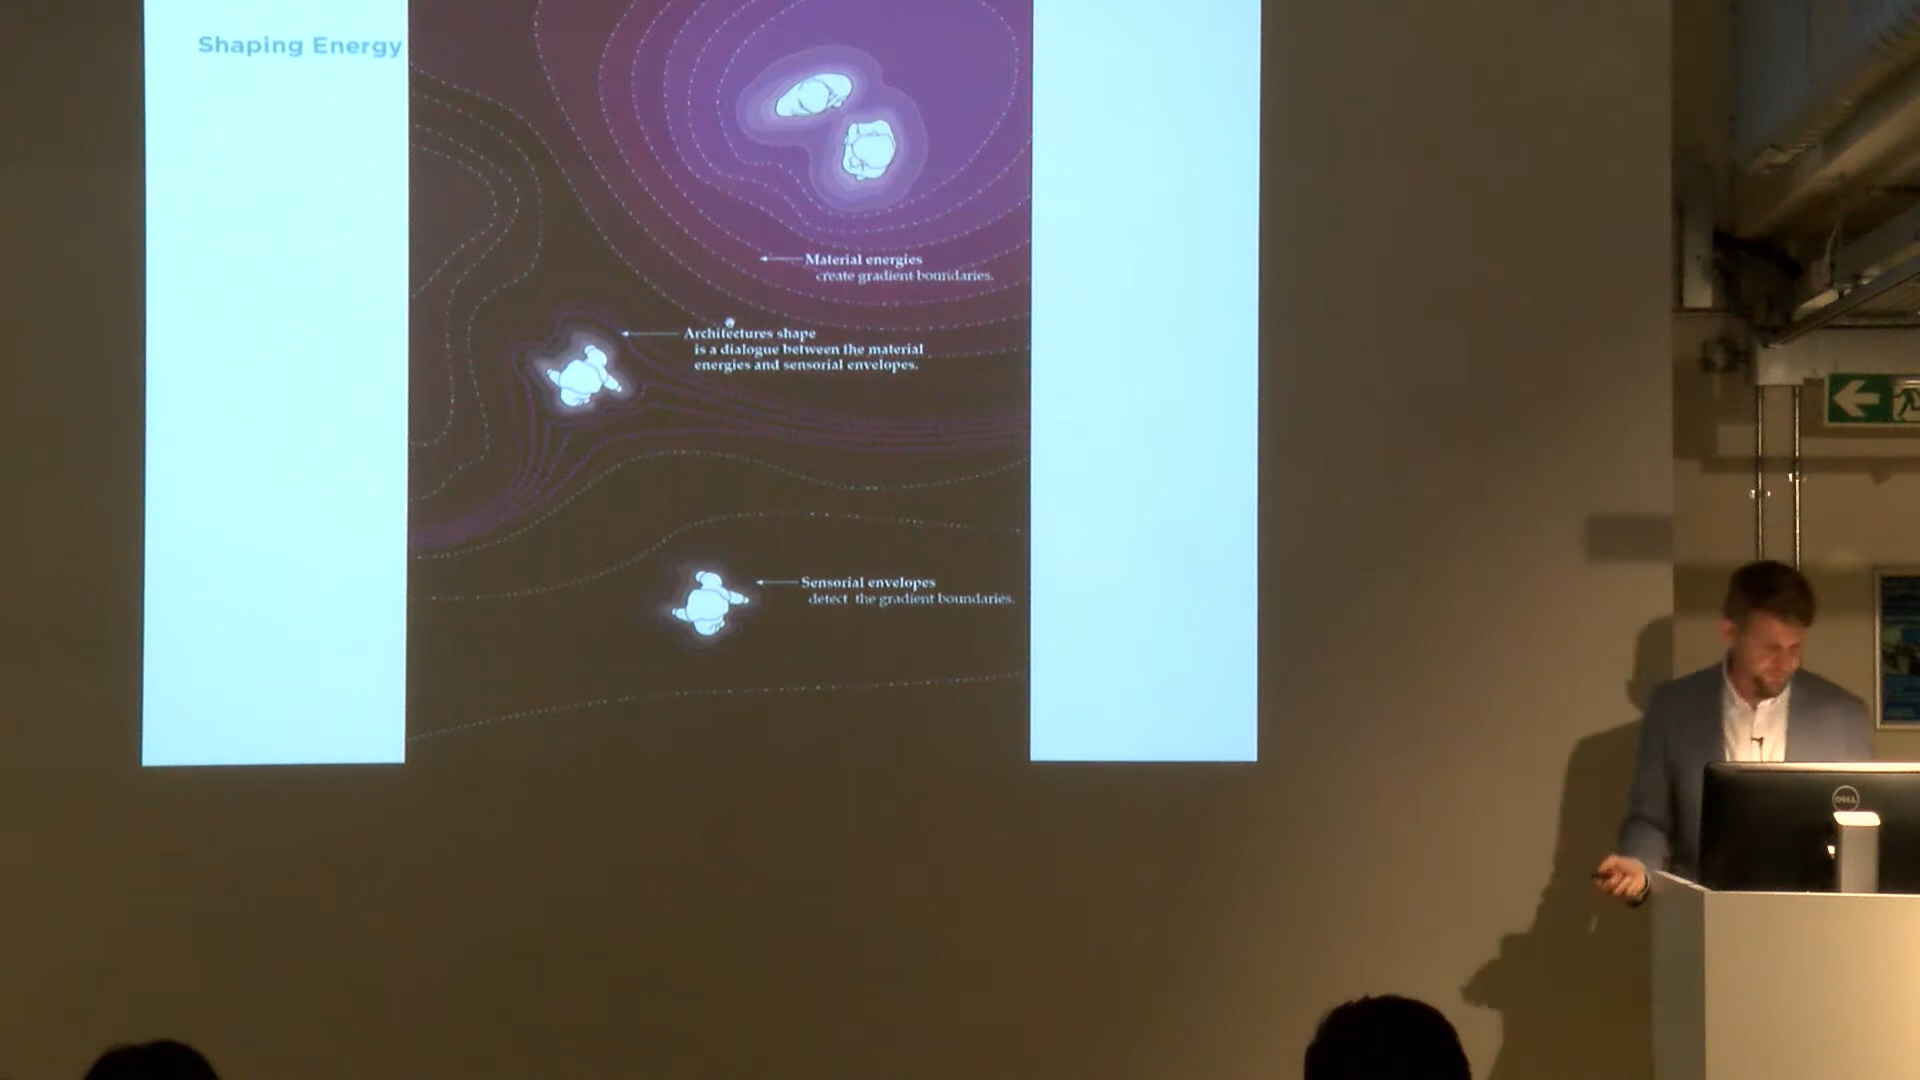 Shaping Energy
Material energies
create gradient boundaries.
Architectures shape
is a dialogue between the material
energies and sensorial envelopes.
Sensorial envelopes
detect the gradient boundaries.
DELL